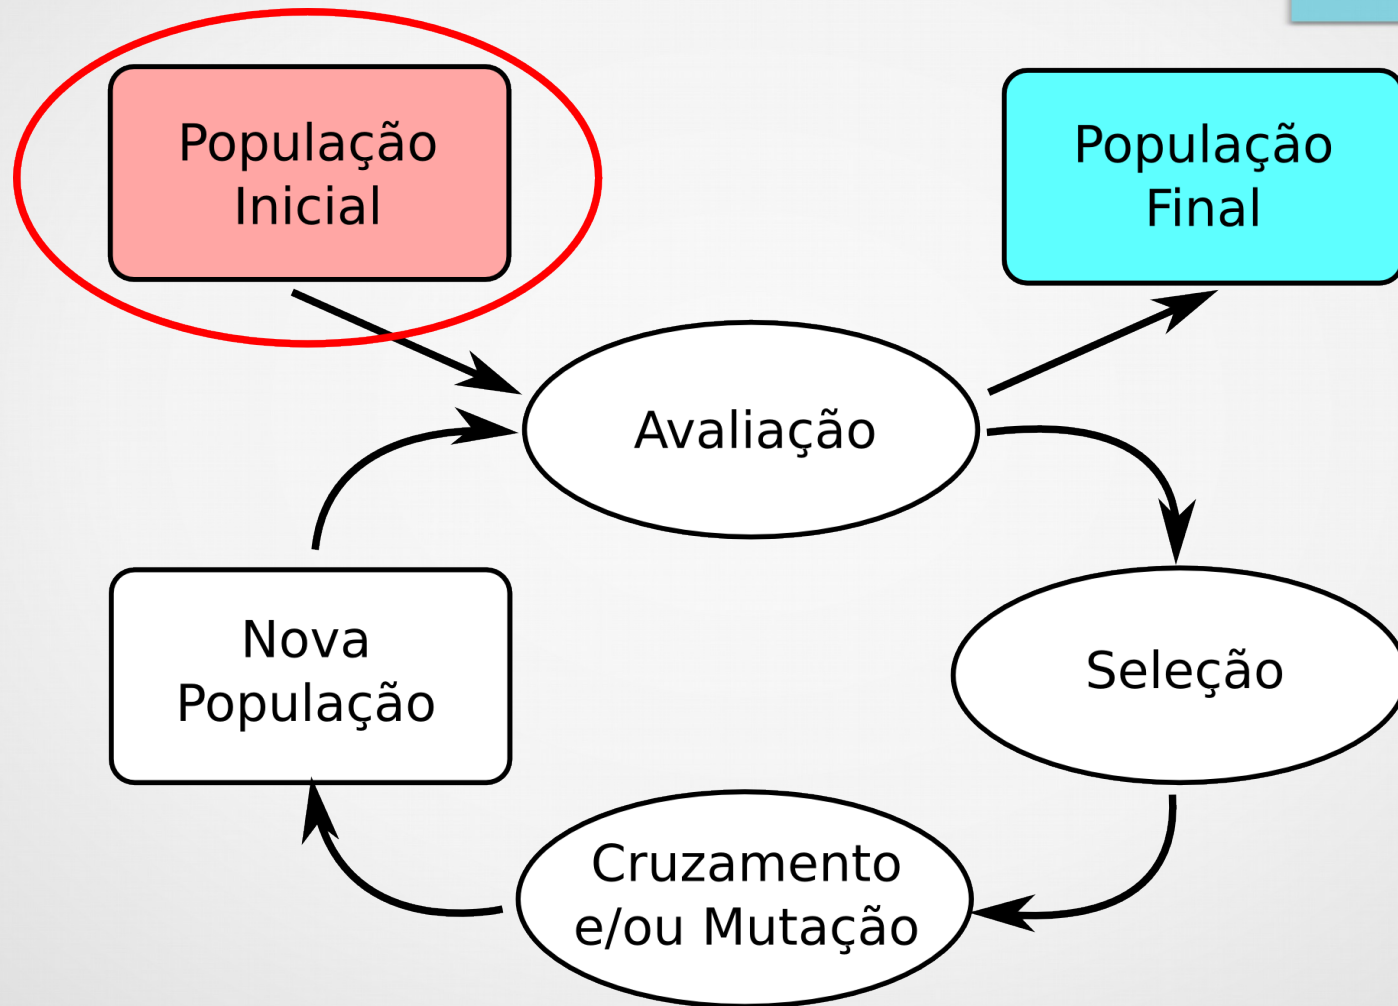 População
Inicial
População
Final
Avaliação
Nova
População
Seleção
Cruzamento
e/ou Mutação